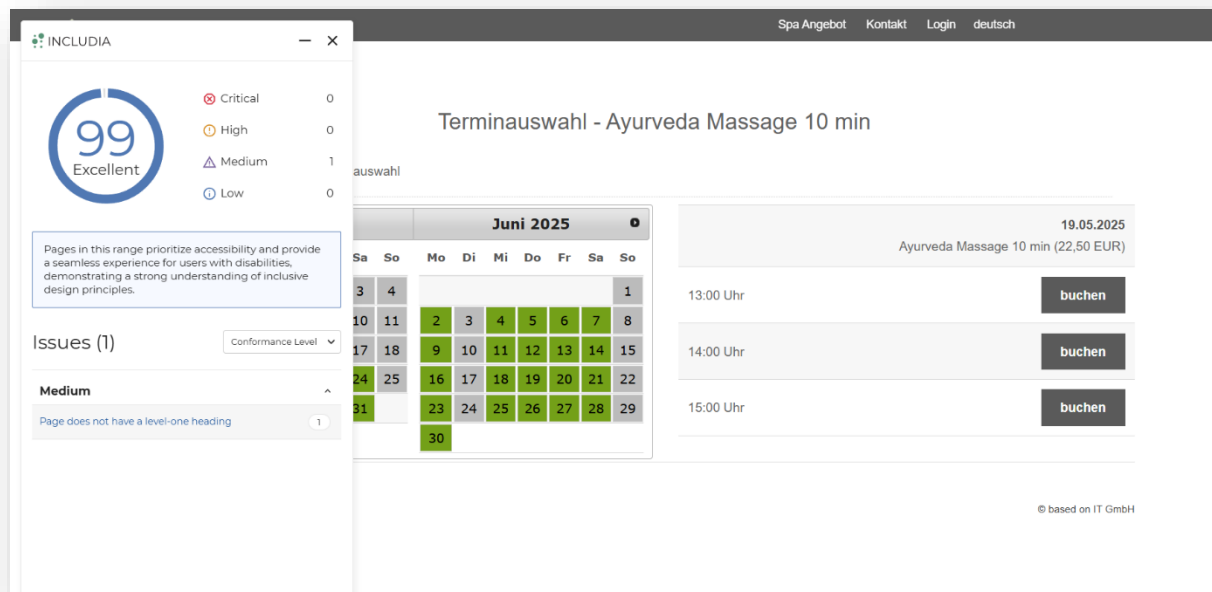 Spa Angebot Kontakt Login deutsch
INCLUDIA
99
Excellent
Critical 0
High 0
Medium 1
Low 0
Pages in this range prioritize accessibility and provide
a seamless experience for users with disabilities,
demonstrating a strong understanding of inclusive
design principles.
Issues (1) Conformance Level
Medium
Page does not have a level-one heading 1
Terminauswahl - Ayurveda Massage 10 min
auswahl
Juni 2025
Sa So Mo Di Mi Do Fr Sa So
3 4 1
10 11 2 3 4 5 6 7 8
17 18 9 10 11 12 13 14 15
24 25 16 17 18 19 20 21 22
31 23 24 25 26 27 28 29
30
19.05.2025
Ayurveda Massage 10 min (22,50 EUR)
13:00 Uhr buchen
14:00 Uhr buchen
15:00 Uhr buchen
© based on IT GmbH